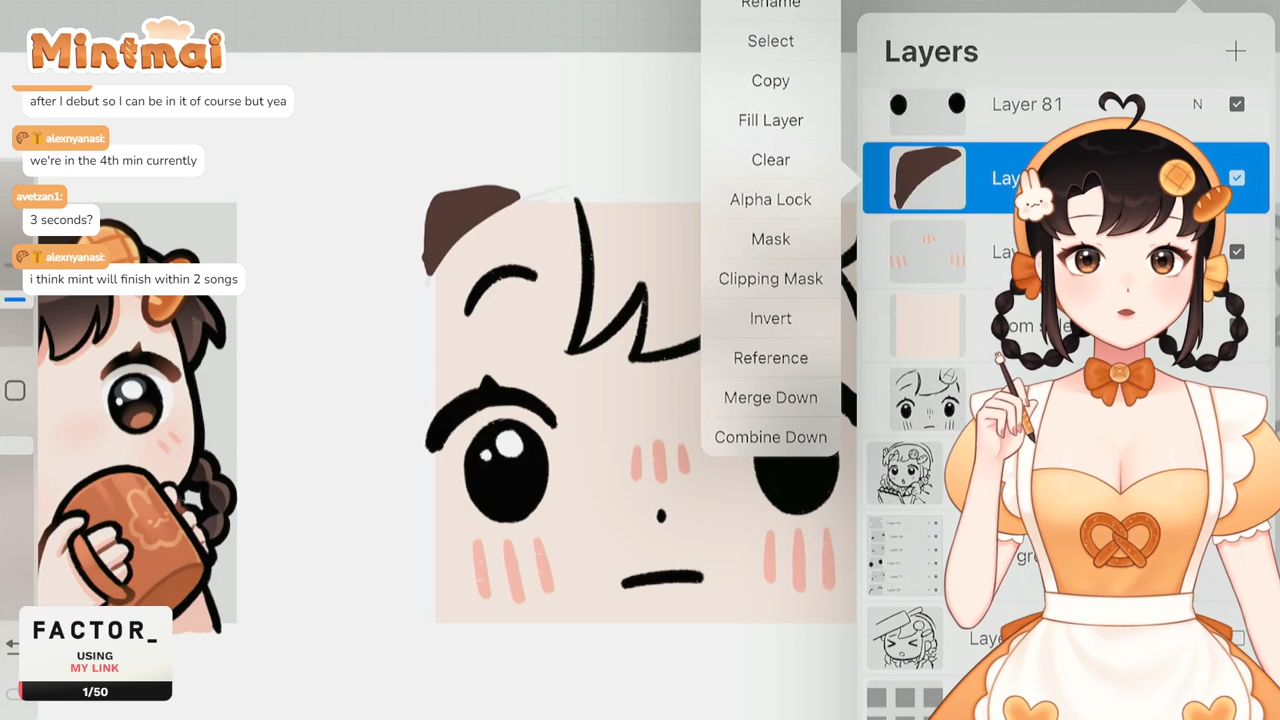 Mintmai
after I debut so I can be in it of course but yea
alexnyanasi:
we're in the 4th min currently
avetzan1:
3 seconds?
alexnyanasi:
i think mint will finish within 2 songs
FACTOR_
USING
MY LINK
1/50
Rename
Select
Copy
Fill Layer
Clear
Alpha Lock
Mask
Clipping Mask
Invert
Reference
Merge Down
Combine Down
Layers
Layer 81
N
Lay
Lay
Laye